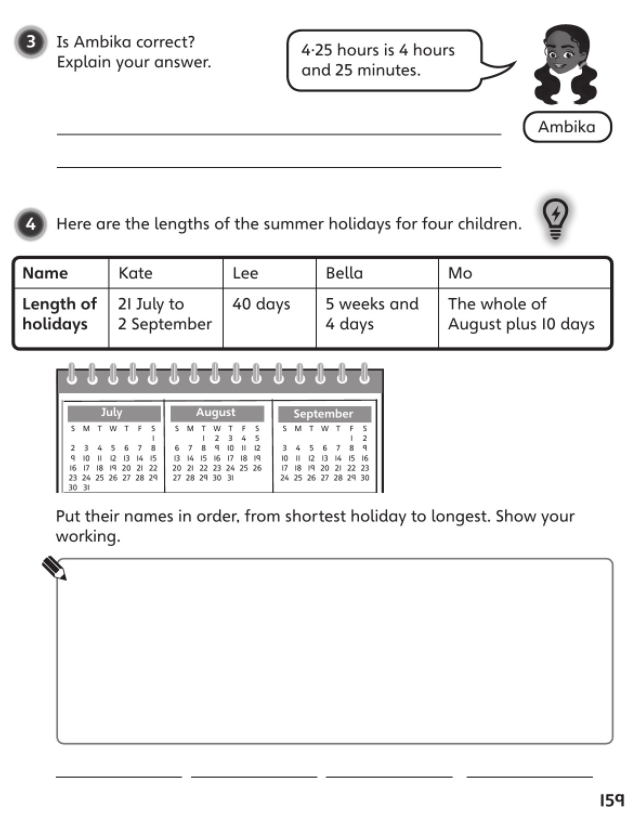 3 Is Ambika correct?
Explain your answer.
4·25 hours is 4 hours
and 25 minutes.
Ambika
4 Here are the lengths of the summer holidays for four children.
Name Kate Lee Bella Mo
Length of 21 July to 40 days 5 weeks and The whole of
holidays 2 September 4 days August plus 10 days
July August September
S M T W T F S S M T W T F S S M T W T F S
1 1 2 3 4 5 1 2
2 3 4 5 6 7 8 6 7 8 9 10 11 12 3 4 5 6 7 8 9
9 10 11 12 13 14 15 13 14 15 16 17 18 19 10 11 12 13 14 15 16
16 17 18 19 20 21 22 20 21 22 23 24 25 26 17 18 19 20 21 22 23
23 24 25 26 27 28 29 27 28 29 30 31 24 25 26 27 28 29 30
30 31
Put their names in order, from shortest holiday to longest. Show your
working.
159